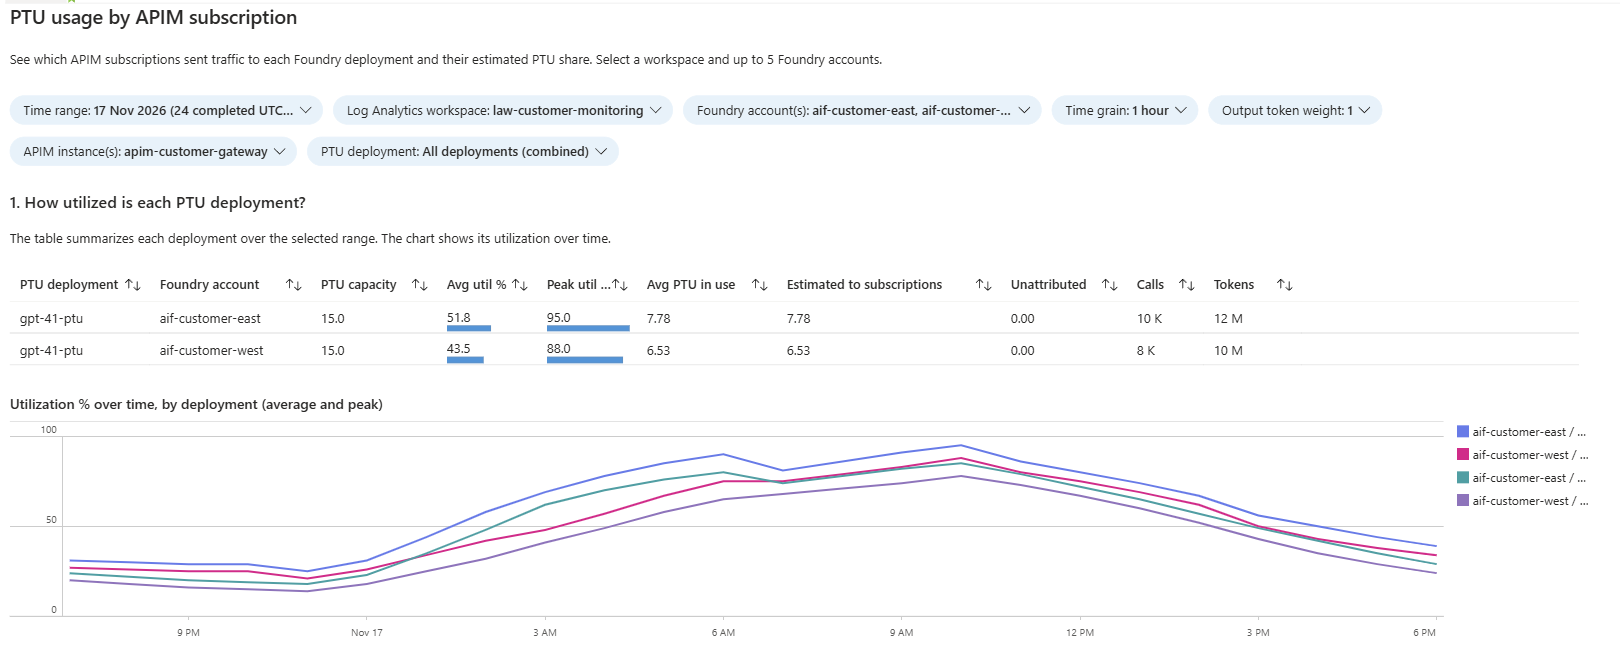 PTU usage by APIM subscription
See which APIM subscriptions sent traffic to each Foundry deployment and their estimated PTU share. Select a workspace and up to 5 Foundry accounts.
Time range: 17 Nov 2026 (24 completed UTC... Log Analytics workspace: law-customer-monitoring Foundry account(s): aif-customer-east, aif-customer-... Time grain: 1 hour Output token weight: 1
APIM instance(s): apim-customer-gateway PTU deployment: All deployments (combined)
1. How utilized is each PTU deployment?
The table summarizes each deployment over the selected range. The chart shows its utilization over time.
PTU deployment ↑↓ Foundry account ↑↓ PTU capacity ↑↓ Avg util % ↑↓ Peak util ...↑↓ Avg PTU in use ↑↓ Estimated to subscriptions ↑↓ Unattributed ↑↓ Calls ↑↓ Tokens ↑↓
gpt-41-ptu aif-customer-east 15.0 51.8 95.0 7.78 7.78 0.00 10 K 12 M
gpt-41-ptu aif-customer-west 15.0 43.5 88.0 6.53 6.53 0.00 8 K 10 M
Utilization % over time, by deployment (average and peak)
100
50
0
9 PM Nov 17 3 AM 6 AM 9 AM 12 PM 3 PM 6 PM
aif-customer-east / ...
aif-customer-west / ...
aif-customer-east / ...
aif-customer-west / ...